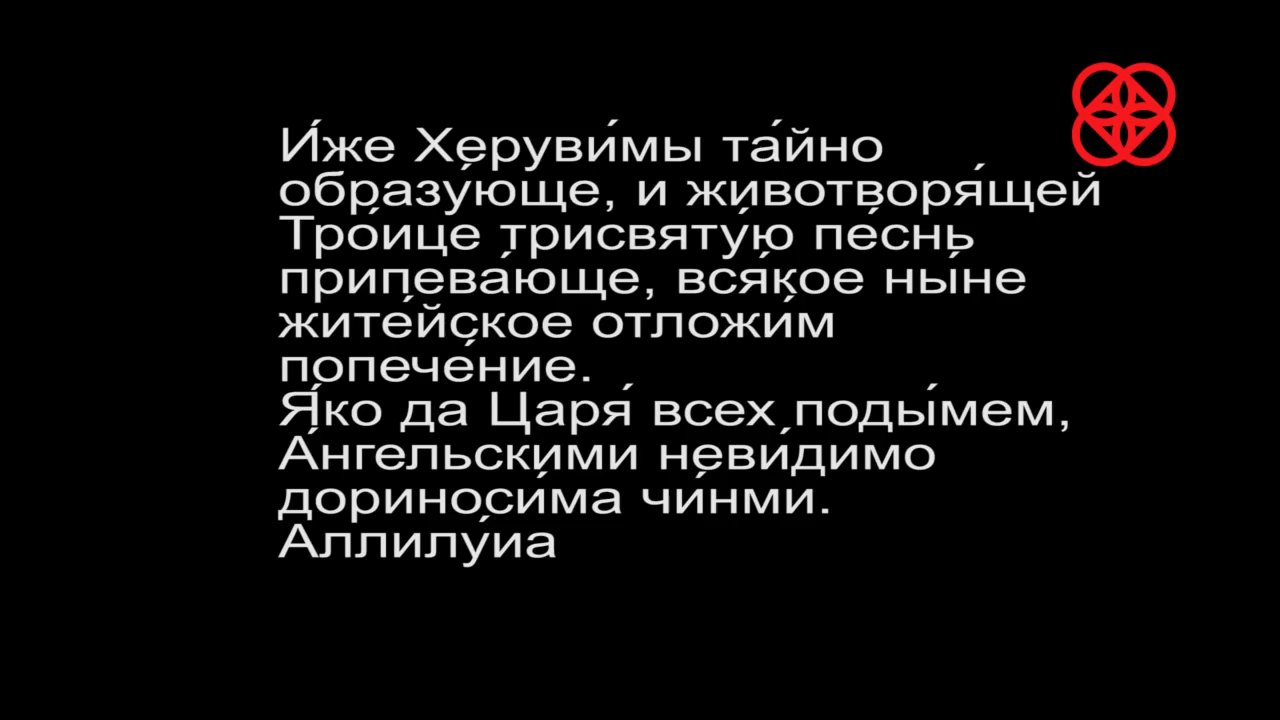 И́же Херуви́мы та́йно
образу́юще, и животворя́щей
Тро́ице трисвяту́ю пе́снь
припева́юще, вся́кое ны́не
жите́йское отложи́м
попече́ние.
Я́ко да Царя́ всех поды́мем,
А́нгельскими неви́димо
дориноси́ма чи́нми.
Аллилу́иа